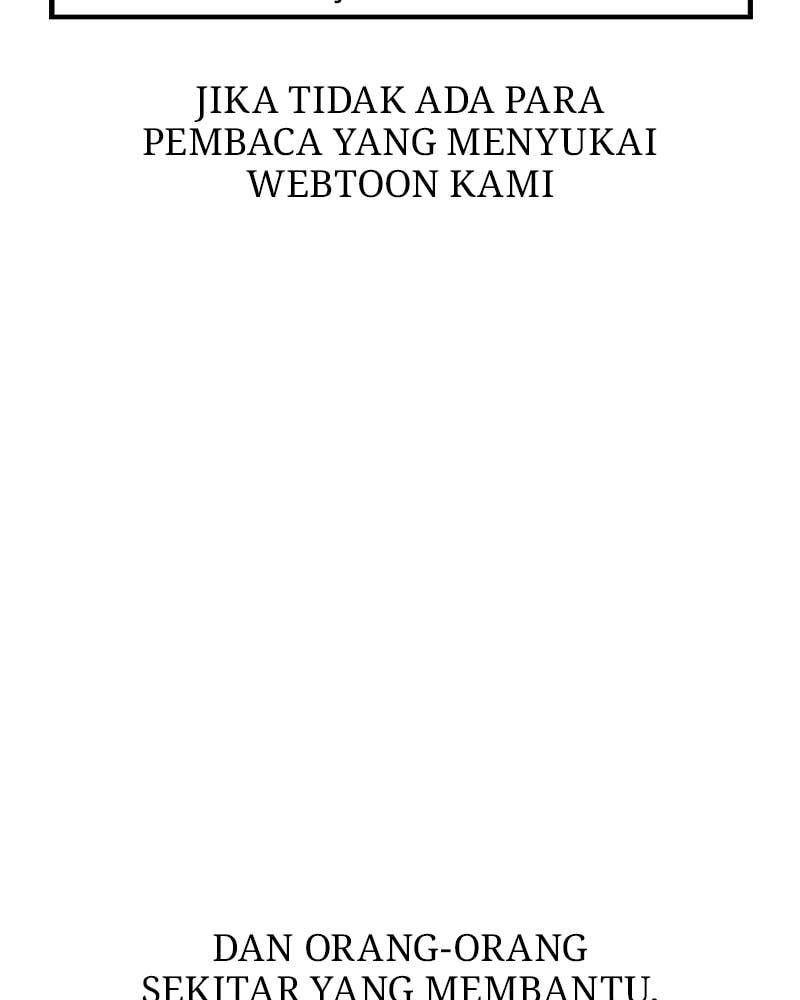 JIKA TIDAK ADA PARA
PEMBACA YANG MENYUKAI
WEBTOON KAMI
DAN ORANG-ORANG
SEKITAR YANG MEMBANTU,